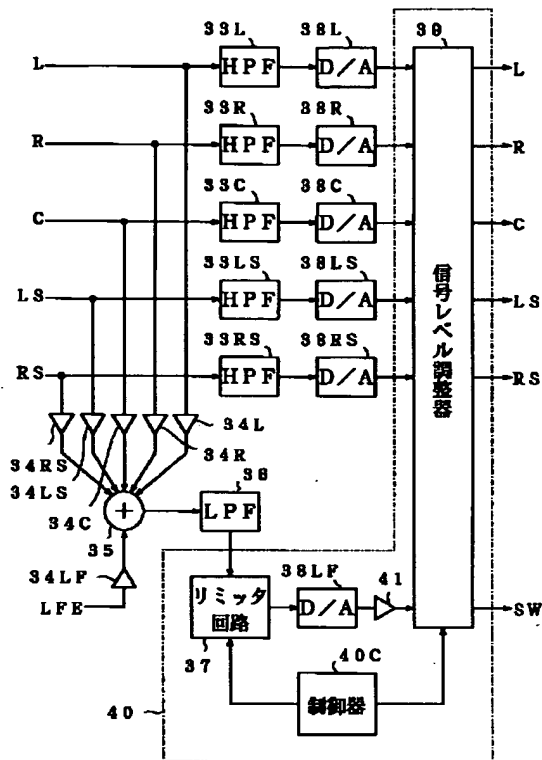 33L 38L 39
L HPF D/A L
33R 38R
R HPF D/A R
33C 38C
C HPF D/A C
33LS 38LS
LS HPF D/A LS
33RS 38RS
RS HPF D/A RS
信号レベル調整器
34RS 34LS 34C 34R 34L
35 +
36
LPF
34LF
LFE
リミッタ
回路
37
38LF
D/A
41
SW
40C
制御器
40